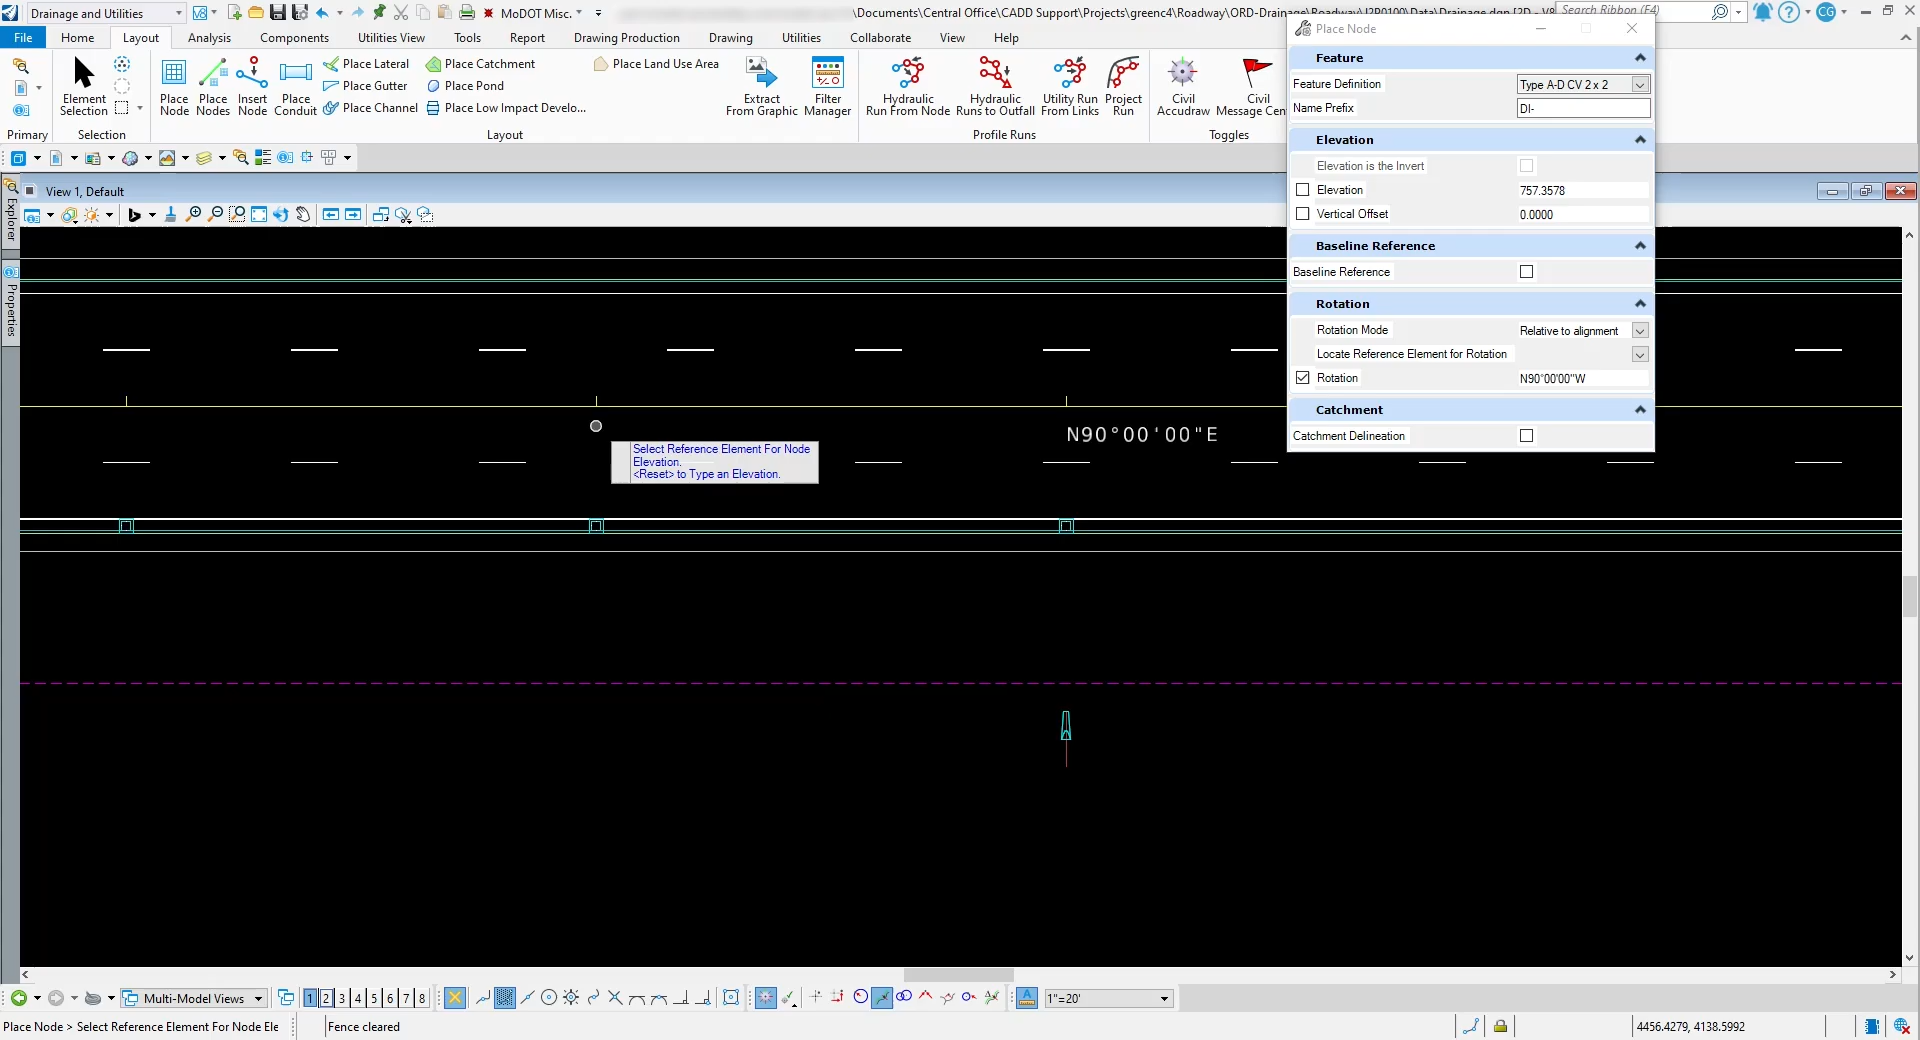 Drainage and Utilities
MoDOT Misc.
\Documents\Central Office\CADD Support\Projects\greenc4\Roadway\ORD-Drainage\Roadway\J2P0100\Data\Drainage.dgn [2D - V8
Search Ribbon (F4)
CG
File Home Layout Analysis Components Utilities View Tools Report Drawing Production Drawing Utilities Collaborate View Help
Primary
Element Selection
Selection
Place Node
Place Nodes
Insert Node
Place Conduit
Place Lateral
Place Gutter
Place Channel
Place Catchment
Place Pond
Place Low Impact Develo...
Place Land Use Area
Extract From Graphic
Filter Manager
Layout
Hydraulic Run From Node
Hydraulic Runs to Outfall
Utility Run From Links
Project Run
Profile Runs
Civil Accudraw
Civil Message Cen
Toggles
Place Node
Feature
Feature Definition Type A-D CV 2 x 2
Name Prefix DI-
Elevation
Elevation is the Invert
Elevation 757.3578
Vertical Offset 0.0000
Baseline Reference
Baseline Reference
Rotation
Rotation Mode Relative to alignment
Locate Reference Element for Rotation
Rotation N90°00'00"W
Catchment
Catchment Delineation
View 1, Default
Explorer
Properties
N90°00'00"E
Select Reference Element For Node
Elevation.
<Reset> to Type an Elevation.
Multi-Model Views
1 2 3 4 5 6 7 8
1"=20'
Place Node > Select Reference Element For Node Ele
Fence cleared
4456.4279, 4138.5992